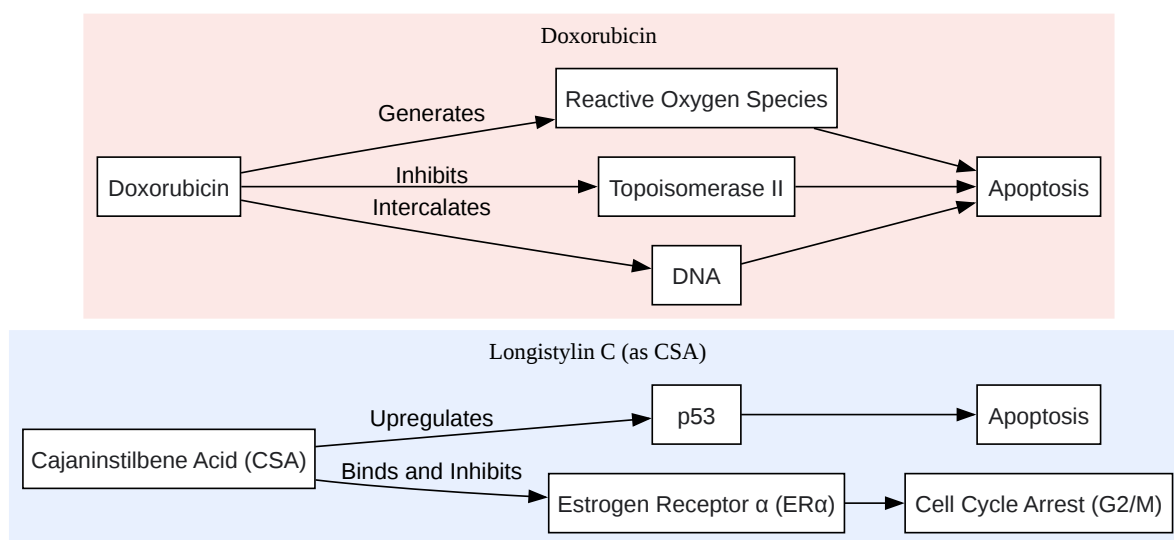 Doxorubicin
Generates
Reactive Oxygen Species
Doxorubicin
Inhibits
Topoisomerase II
Apoptosis
Intercalates
DNA
Longistylin C (as CSA)
Upregulates
p53
Apoptosis
Cajaninstilbene Acid (CSA)
Binds and Inhibits
Estrogen Receptor α (ERα)
Cell Cycle Arrest (G2/M)